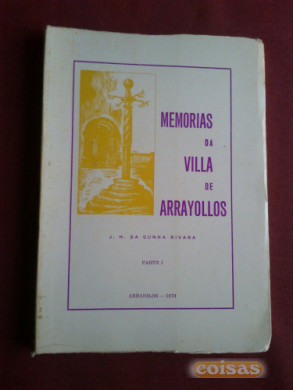 MEMORIAS
DA
VILLA
DE
ARRAYOLLOS
J. H. DA CUNHA RIVARA
PARTE I
ARRAIOLOS — 1979
coisas